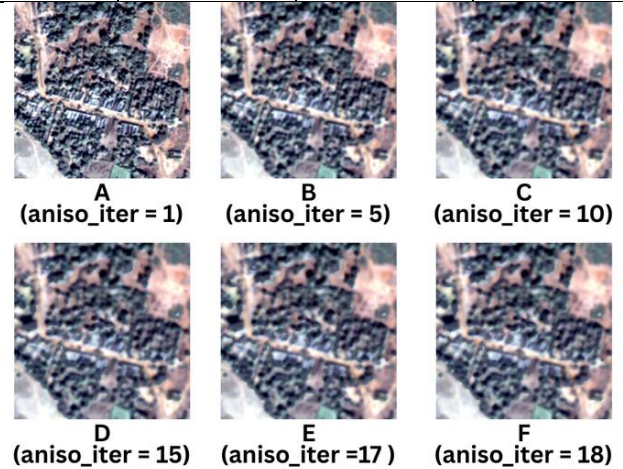 A B C
(aniso_iter = 1) (aniso_iter = 5) (aniso_iter = 10)
D E F
(aniso_iter = 15) (aniso_iter =17 ) (aniso_iter = 18)